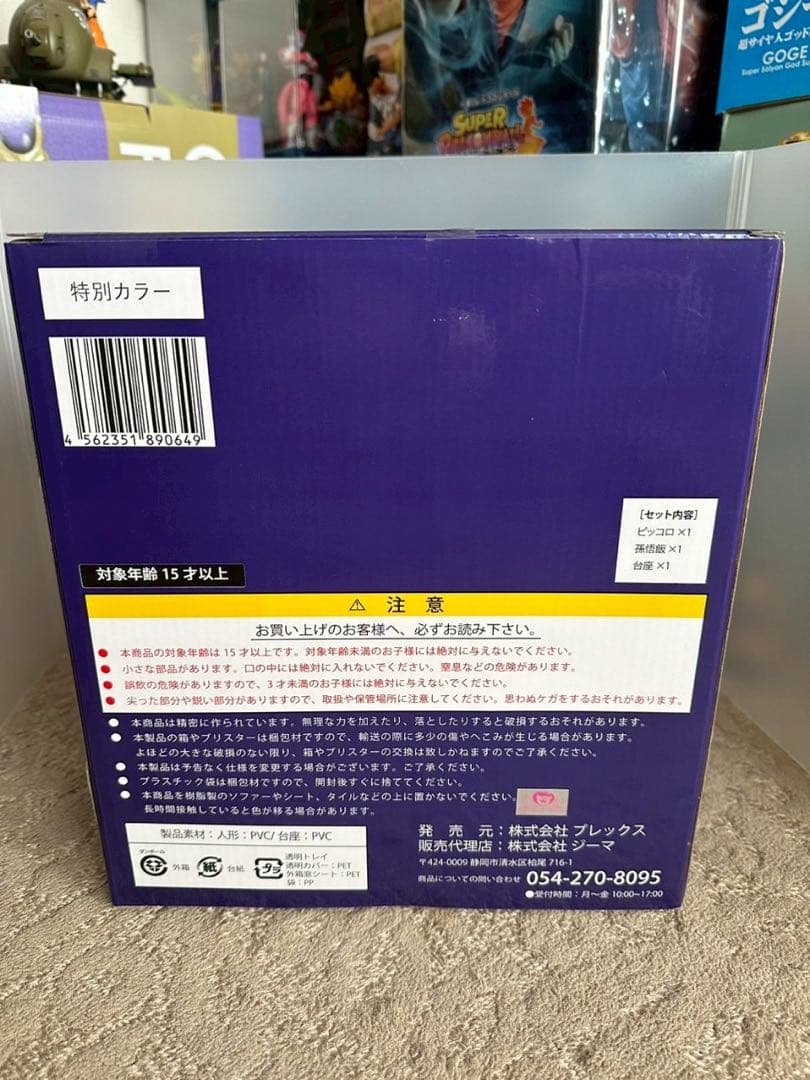 ゴジ
超サイヤ人ゴッド
GOGE
Super Saiyan God Su
SUPER
特別カラー
4 562351 890649
[セット内容]
ピッコロ×1
孫悟飯×1
台座×1
対象年齢15才以上
⚠ 注 意
お買い上げのお客様へ、必ずお読み下さい。
● 本商品の対象年齢は15才以上です。対象年齢未満のお子様には絶対に与えないでください。
● 小さな部品があります。口の中には絶対に入れないでください。窒息などの危険があります。
● 誤飲の危険がありますので、3才未満のお子様には絶対に与えないでください。
● 尖った部分や鋭い部分がありますので、取扱や保管場所に注意してください。思わぬケガをするおそれがあります。
● 本商品は精密に作られています。無理な力を加えたり、落としたりすると破損するおそれがあります。
● 本製品の箱やブリスターは梱包材ですので、輸送の際に多少の傷やへこみが生じる場合があります。
よほどの大きな破損のない限り、箱やブリスターの交換は致しかねますのでご了承ください。
● 本製品は予告なく仕様を変更する場合がございます。ご了承ください。
● プラスチック袋は梱包材ですので、開封後すぐに捨ててください。
● 本商品を樹脂製のソファーやシート、タイルなどの上に置かないでください。
長時間接触していると色が移る場合があります。
製品素材：人形：PVC/ 台座：PVC
ダンボール
外箱
紙
台紙
プラ
透明トレイ
透明カバー：PET
外箱窓シート：PET
袋：PP
発 売 元：株式会社 プレックス
販売代理店：株式会社 ジーマ
〒424-0009 静岡市清水区柏尾 716-1
商品についての問い合わせ 054-270-8095
●受付時間：月〜金 10:00~17:00